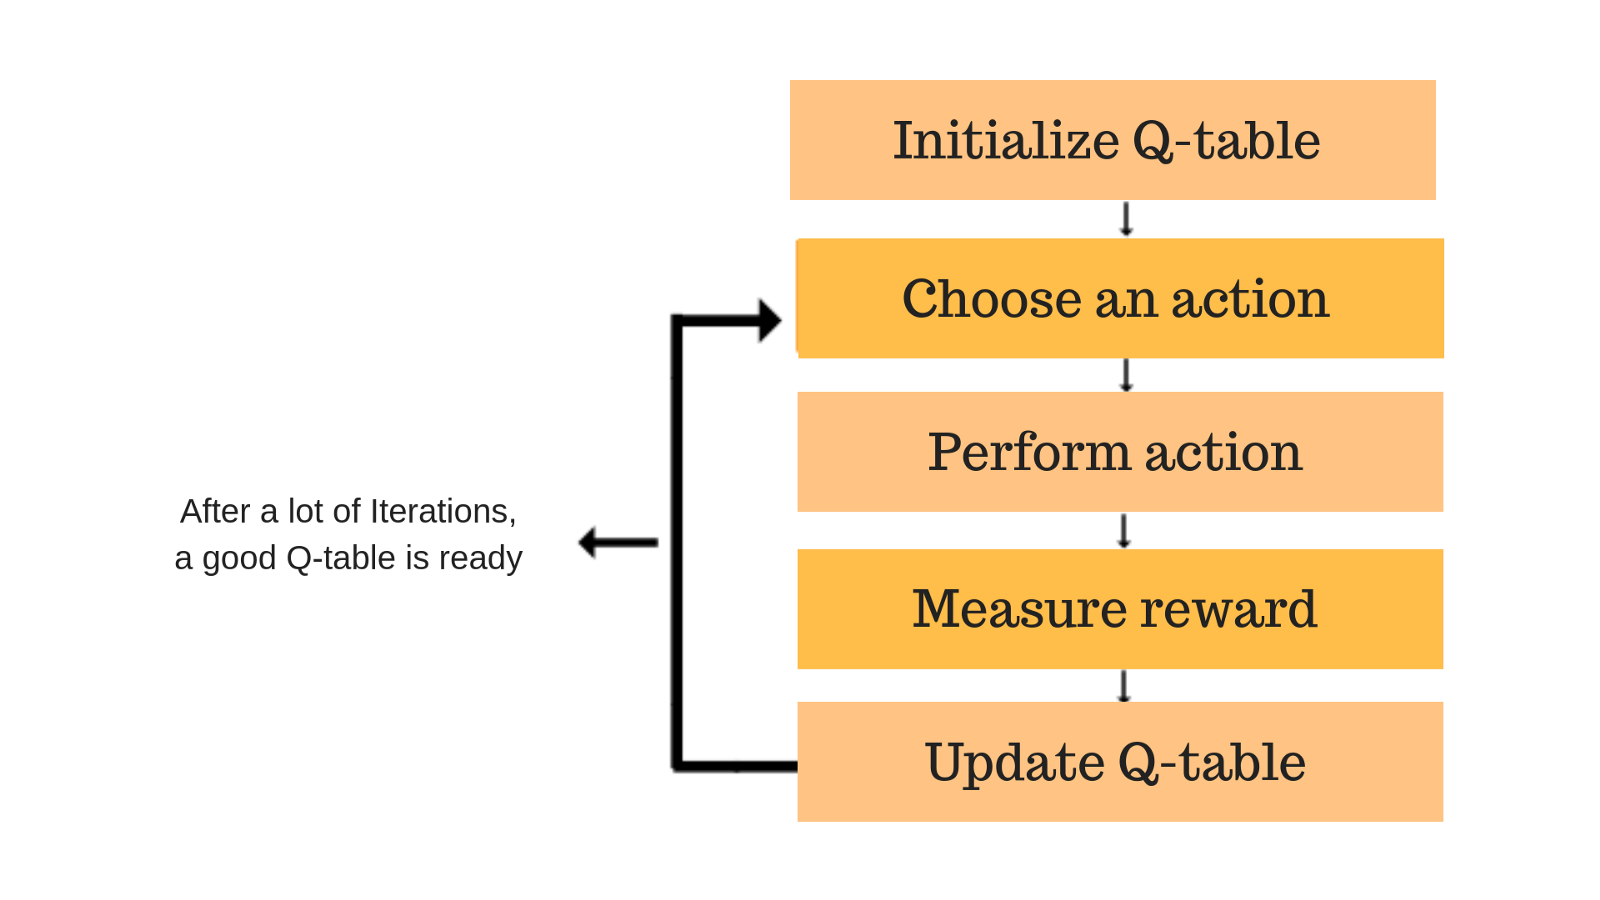 Initialize Q-table
Choose an action
Perform action
Measure reward
Update Q-table
After a lot of Iterations,
a good Q-table is ready